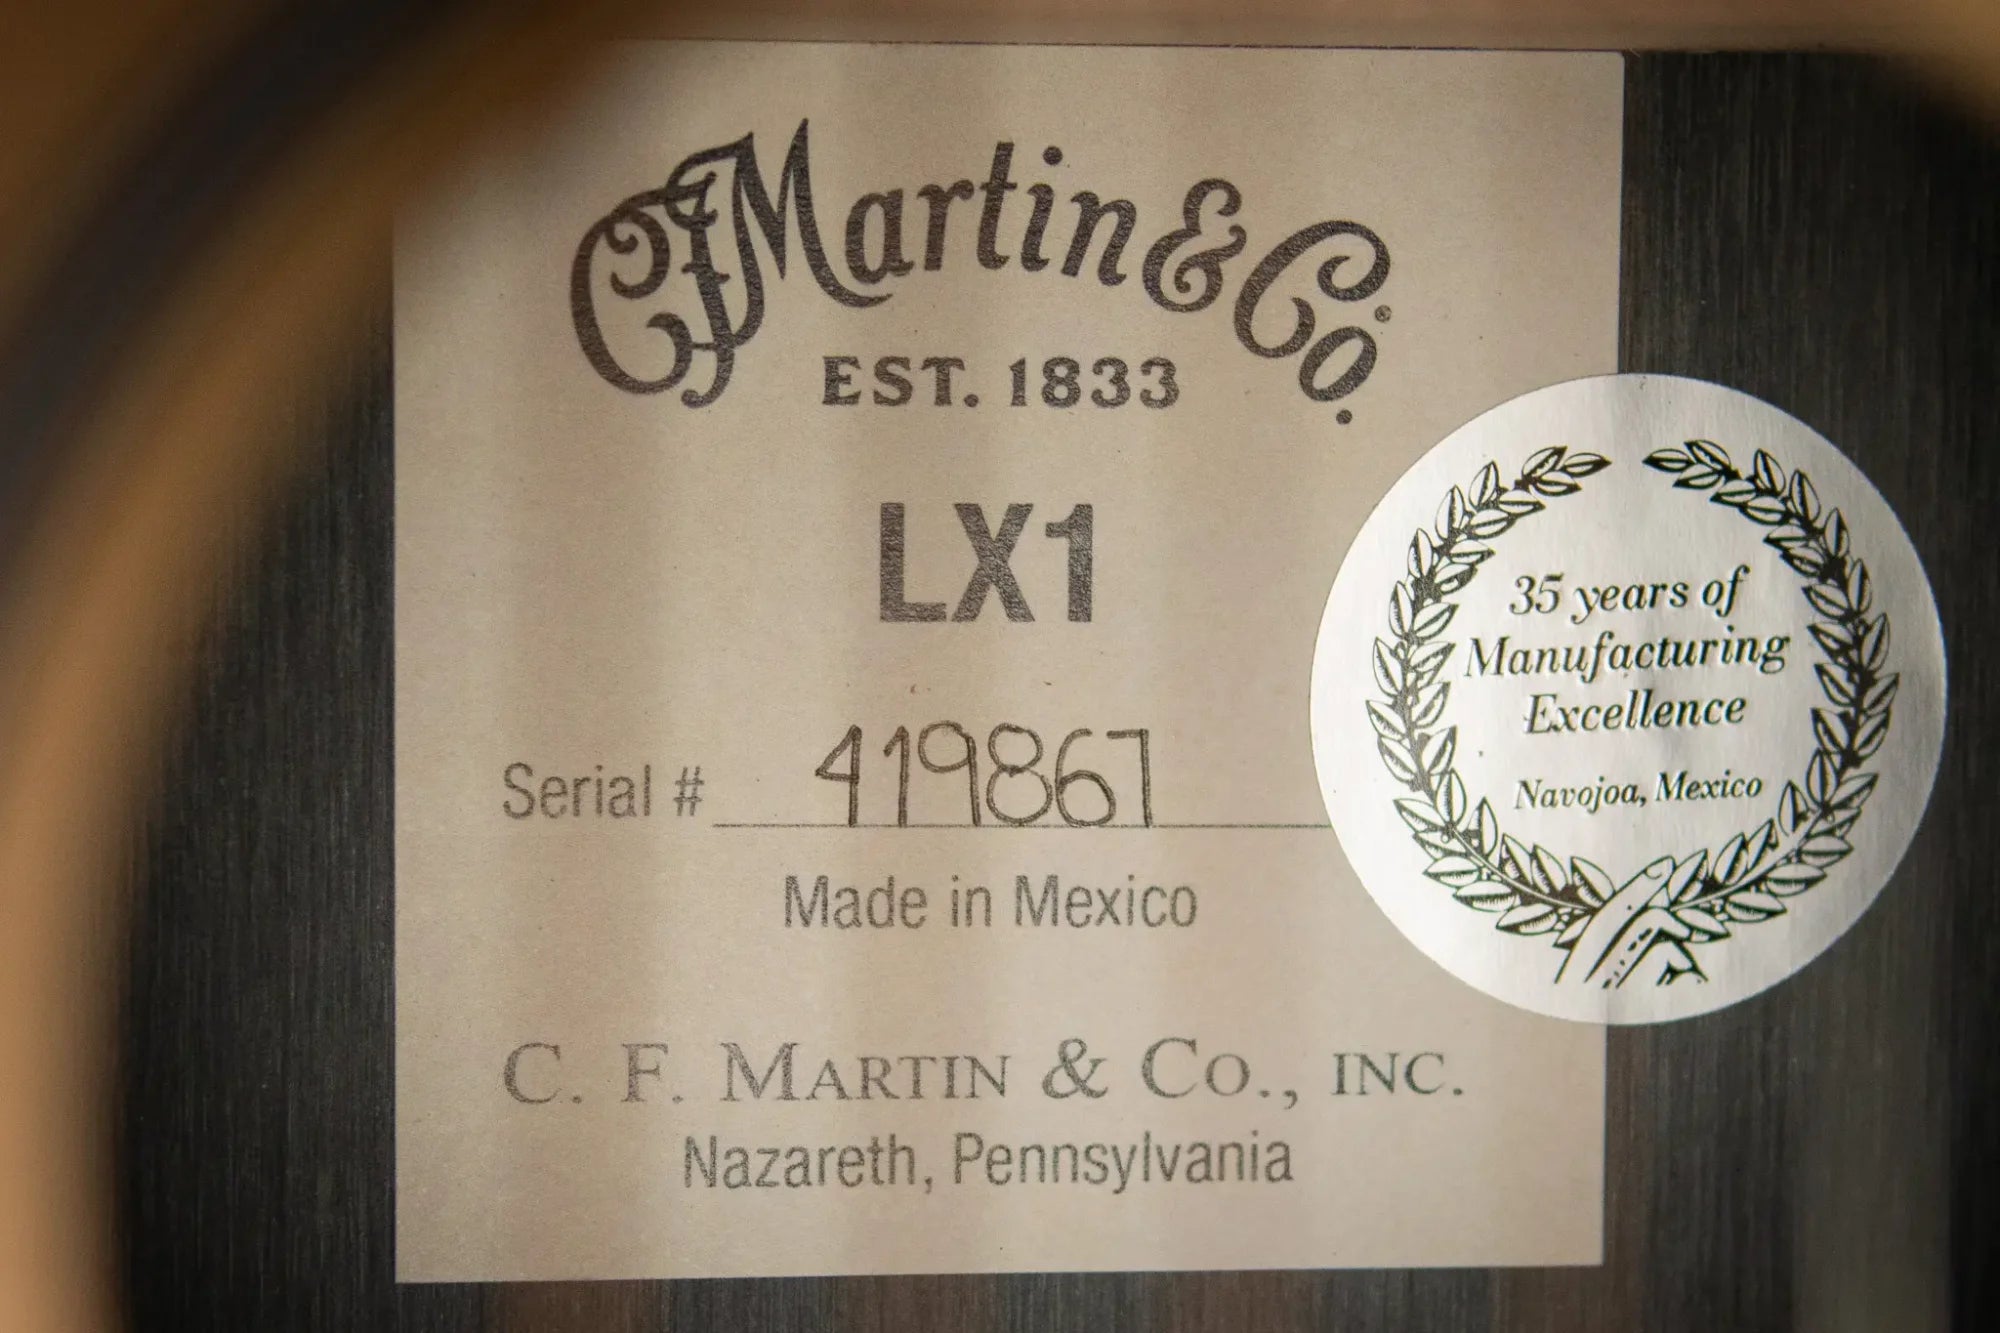 CFMartin & Co.
EST. 1833
LX1
Serial # 419867
Made in Mexico
C. F. MARTIN & CO., INC.
Nazareth, Pennsylvania
35 years of
Manufacturing
Excellence
Navojoa, Mexico